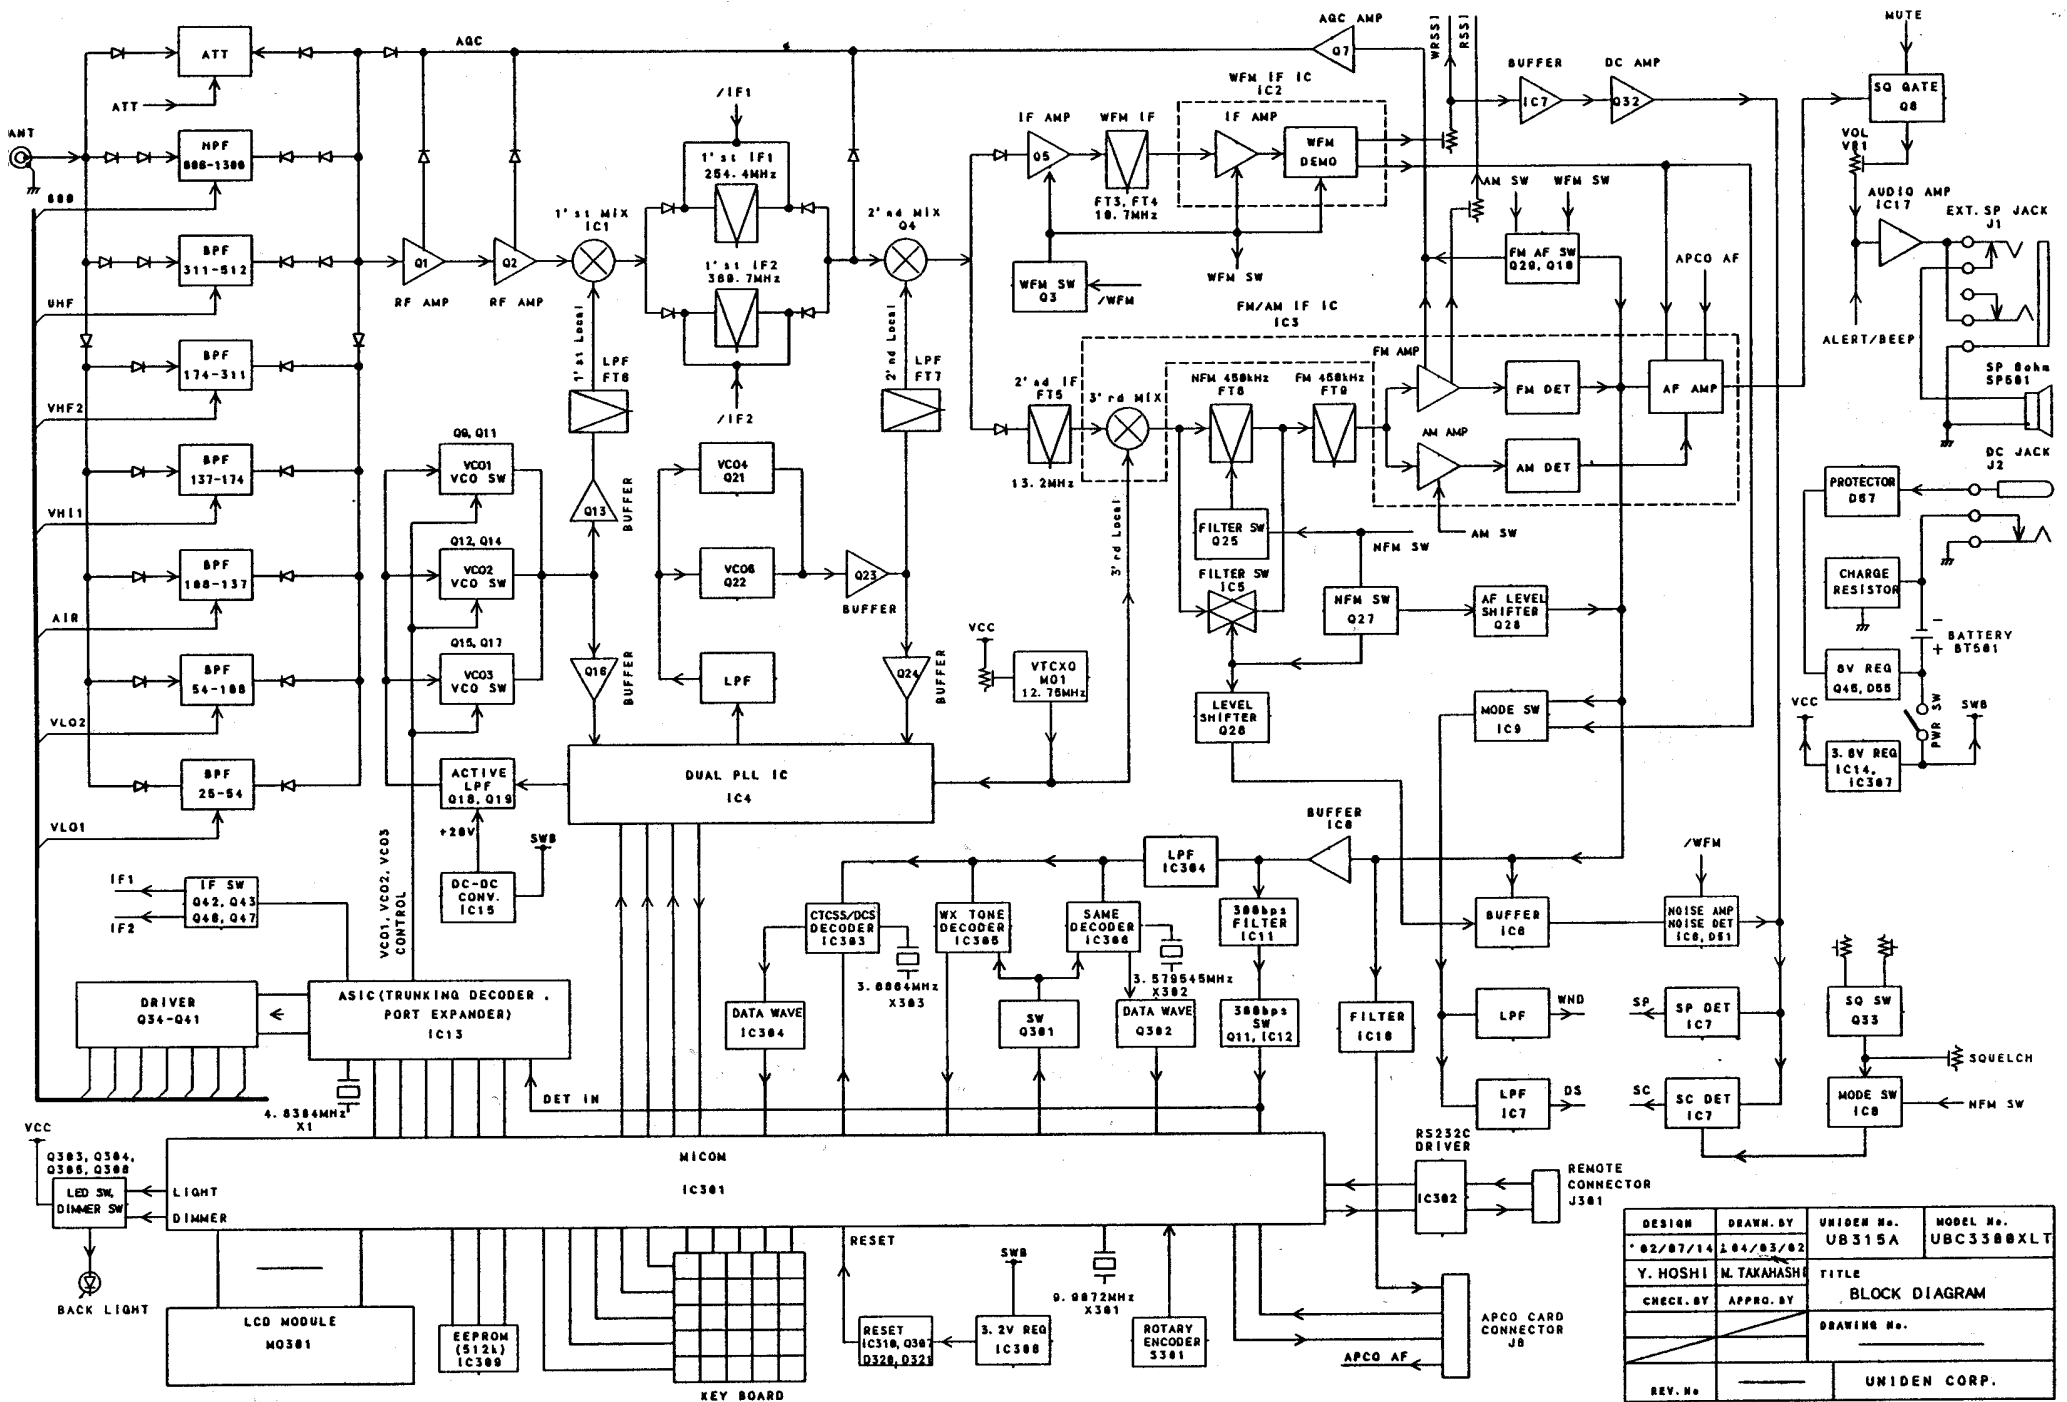 AGC AMP
MUTE
ATT
AGC
Q7
WRSSI
RSSI
BUFFER
DC AMP
SQ GATE
Q6
ATT
/IF1
WFM IF IC
IC2
IC7
Q32
ANT
IF AMP
WFM IF
IF AMP
VOL
VR1
HPF
806-1300
1'st IF1
254.4MHz
Q5
WFM
DEMO
AM SW
WFM SW
AUDIO AMP
IC17
800
FT3, FT4
10.7MHz
EXT. SP JACK
J1
1'st MIX
IC1
2'nd MIX
Q4
BPF
311-512
Q1
Q2
1'st IF2
380.7MHz
FM AF SW
Q29, Q10
APCO AF
UHF
RF AMP
RF AMP
WFM SW
Q3
/WFM
WFM SW
FM/AM IF IC
IC3
ALERT/BEEP
1'st Local
2'nd Local
BPF
174-311
LPF
FT6
LPF
FT7
FM AMP
SP 8ohm
SP501
VHF2
/IF2
2'nd IF
FT5
3'rd MIX
NFM 450kHz
FT8
FM 450kHz
FT9
FM DET
AF AMP
Q9, Q11
AM AMP
DC JACK
J2
BPF
137-174
VCO1
VCO SW
VCO4
Q21
13.2MHz
AM DET
PROTECTOR
D67
VHI1
Q13
BUFFER
3'rd Local
FILTER SW
Q25
NFM SW
AM SW
Q12, Q14
BPF
108-137
VCO2
VCO SW
VCO5
Q22
Q23
BUFFER
FILTER SW
IC5
NFM SW
Q27
AF LEVEL
SHIFTER
Q28
CHARGE
RESISTOR
AIR
Q15, Q17
VCC
BATTERY
BT501
BPF
54-108
VCO3
VCO SW
Q16
BUFFER
LPF
Q24
BUFFER
VTCXO
MO1
12.75MHz
8V REG
Q45, D55
VLO2
LEVEL
SHIFTER
Q26
MODE SW
IC9
VCC
PWR SW
SWB
BPF
25-54
ACTIVE
LPF
Q18, Q19
DUAL PLL IC
IC4
3.6V REG
IC14,
IC307
VLO1
+20V
SWB
BUFFER
IC6
/WFM
IF1
IF2
IF SW
Q42, Q43
Q46, Q47
VCO1, VCO2, VCO3
CONTROL
DC-DC
CONV.
IC15
LPF
IC304
CTCSS/DCS
DECODER
IC303
WX TONE
DECODER
IC305
SAME
DECODER
IC306
300bps
FILTER
IC11
BUFFER
IC6
NOISE AMP
NOISE DET
IC6, D51
3.6864MHz
X303
3.579545MHz
X302
DRIVER
Q34-Q41
ASIC(TRUNKING DECODER,
PORT EXPANDER)
IC13
DATA WAVE
IC304
SW
Q301
DATA WAVE
Q302
300bps
SW
Q11, IC12
FILTER
IC10
LPF
WND
SP
SP DET
IC7
SQ SW
Q33
SQUELCH
4.8384MHz
X1
DET IN
LPF
IC7
DS
SC
SC DET
IC7
MODE SW
IC8
NFM SW
VCC
Q303, Q304,
Q305, Q306
LED SW,
DIMMER SW
LIGHT
DIMMER
MICOM
IC301
RS232C
DRIVER
IC302
REMOTE
CONNECTOR
J301
RESET
SWB
BACK LIGHT
9.9072MHz
X301
LCD MODULE
MO301
EEPROM
(512k)
IC309
KEY BOARD
RESET
IC310, Q307
D320, D321
3.2V REG
IC308
ROTARY
ENCODER
S301
APCO CARD
CONNECTOR
J6
APCO AF
DESIGN
DRAWN.BY
UNIDEN No.
UB315A
MODEL No.
UBC3300XLT
'02/07/14
Y. HOSHI
N. TAKAHASHI
TITLE
BLOCK DIAGRAM
CHECK.BY
APPRO.BY
DRAWING No.
REV.No
UNIDEN CORP.